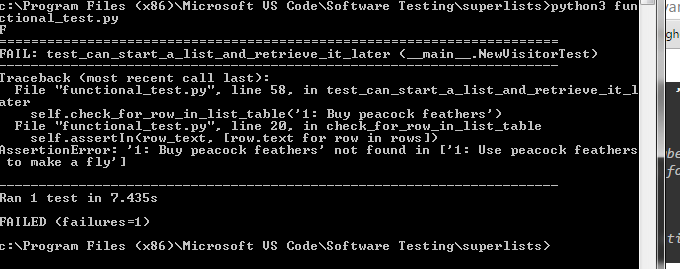 c:\Program Files (x86)\Microsoft VS Code\Software Testing\superlists>python3 fun
ctional_test.py
F
======================================================================
FAIL: test_can_start_a_list_and_retrieve_it_later (__main__.NewVisitorTest)
----------------------------------------------------------------------
Traceback (most recent call last):
  File "functional_test.py", line 58, in test_can_start_a_list_and_retrieve_it_l
ater
    self.check_for_row_in_list_table('1: Buy peacock feathers')
  File "functional_test.py", line 20, in check_for_row_in_list_table
    self.assertIn(row_text, [row.text for row in rows])
AssertionError: '1: Buy peacock feathers' not found in ['1: Use peacock feathers
 to make a fly']
----------------------------------------------------------------------
Ran 1 test in 7.435s
FAILED (failures=1)
c:\Program Files (x86)\Microsoft VS Code\Software Testing\superlists>